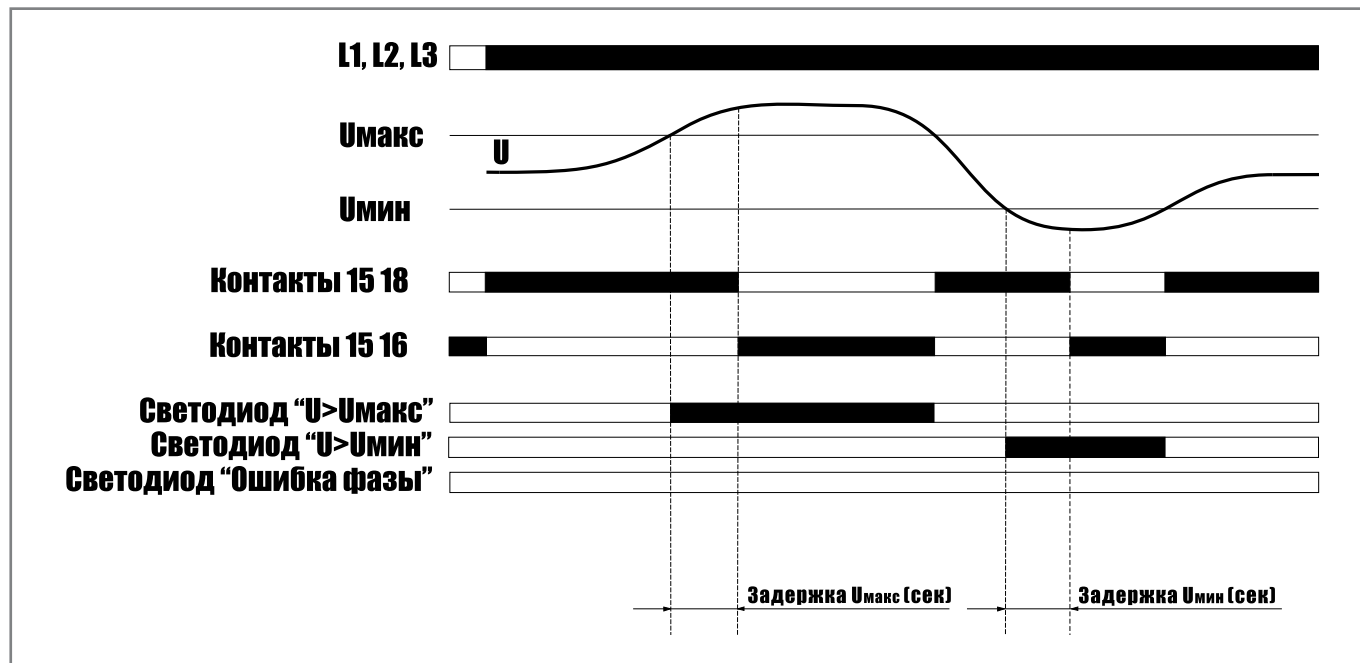 L1, L2, L3
Uмакс
U
Uмин
Контакты 15 18
Контакты 15 16
Светодиод “U>Uмакс”
Светодиод “U>Uмин”
Светодиод “Ошибка фазы”
Задержка Uмакс (сек)
Задержка Uмин (сек)